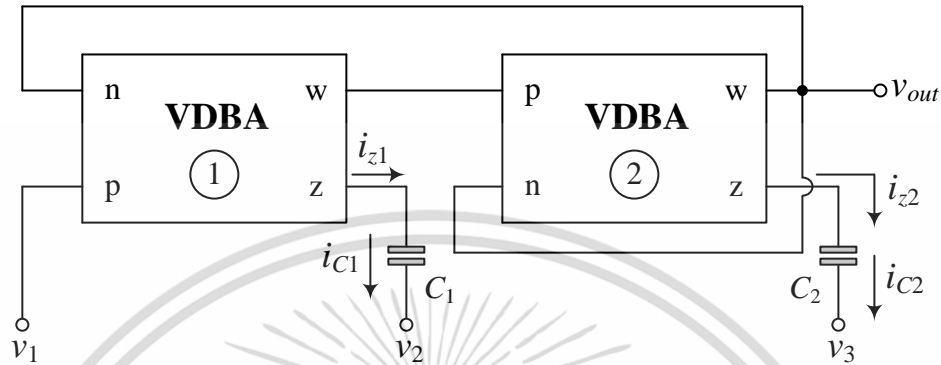 n w p w v_out
VDBA VDBA
1 i_z1 2
p z n z i_z2
i_C1 C_1 C_2 i_C2
v_1 v_2 v_3